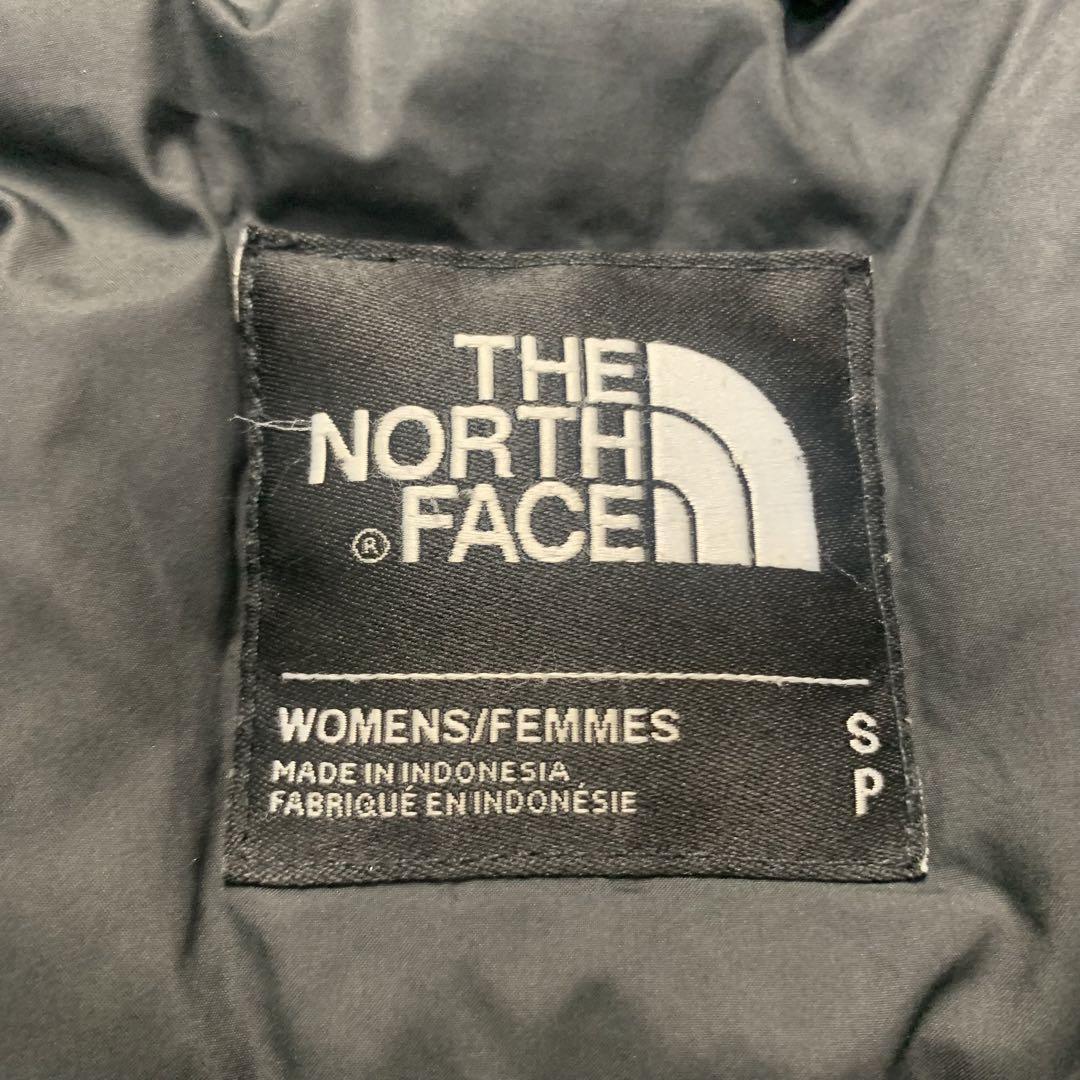 THE
NORTH
® FACE
WOMENS/FEMMES S
MADE IN INDONESIA
FABRIQUÉ EN INDONÉSIE P